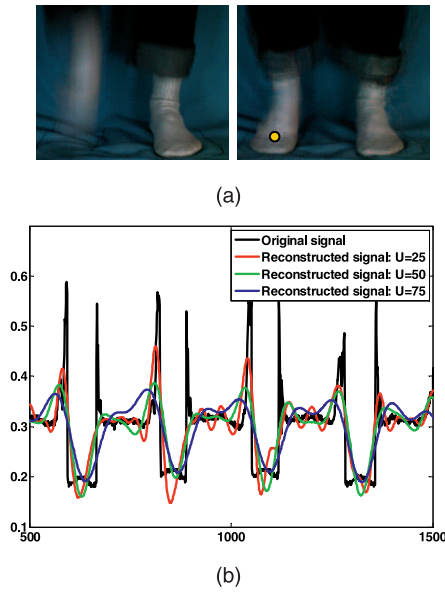 (a)
Original signal
Reconstructed signal: U=25
Reconstructed signal: U=50
Reconstructed signal: U=75
0.6
0.5
0.4
0.3
0.2
0.1
500
1000
1500
(b)